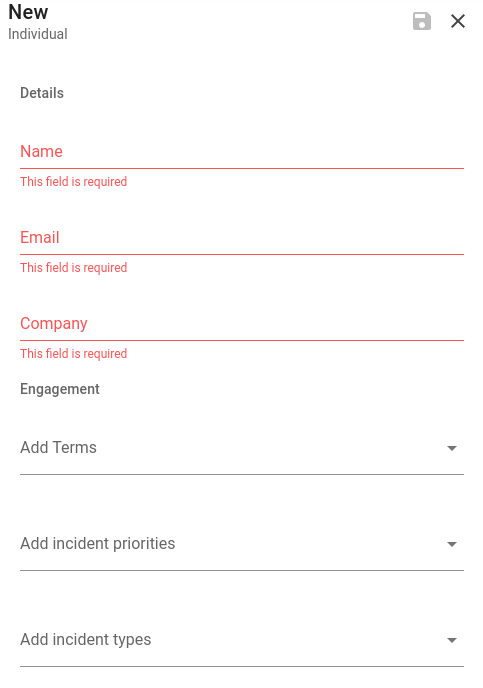 New
Individual
Details
Name
This field is required
Email
This field is required
Company
This field is required
Engagement
Add Terms
Add incident priorities
Add incident types